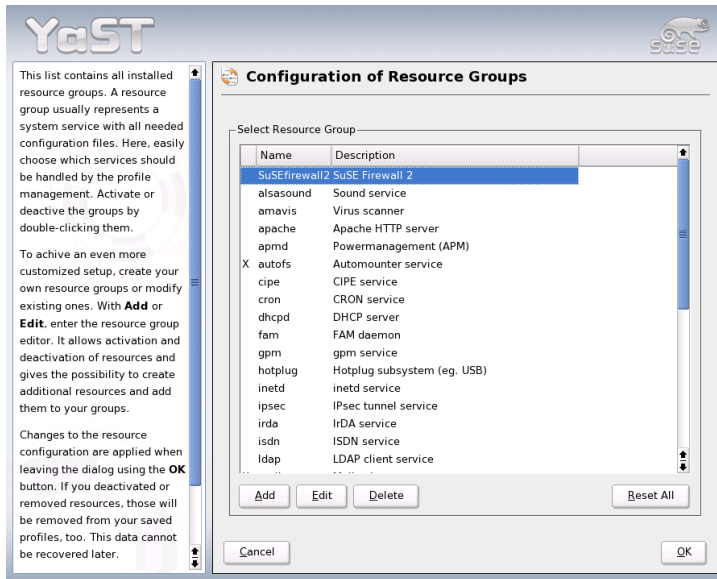 YaST
suse
This list contains all installed
resource groups. A resource
group usually represents a
system service with all needed
configuration files. Here, easily
choose which services should
be handled by the profile
management. Activate or
deactive the groups by
double-clicking them.
To achive an even more
customized setup, create your
own resource groups or modify
existing ones. With Add or
Edit, enter the resource group
editor. It allows activation and
deactivation of resources and
gives the possibility to create
additional resources and add
them to your groups.
Changes to the resource
configuration are applied when
leaving the dialog using the OK
button. If you deactivated or
removed resources, those will
be removed from your saved
profiles, too. This data cannot
be recovered later.
Configuration of Resource Groups
Select Resource Group
Name Description
SuSEfirewall2 SuSE Firewall 2
alsasound Sound service
amavis Virus scanner
apache Apache HTTP server
apmd Powermanagement (APM)
X autofs Automounter service
cipe CIPE service
cron CRON service
dhcpd DHCP server
fam FAM daemon
gpm gpm service
hotplug Hotplug subsystem (eg. USB)
inetd inetd service
ipsec IPsec tunnel service
irda IrDA service
isdn ISDN service
ldap LDAP client service
Add Edit Delete Reset All
Cancel OK